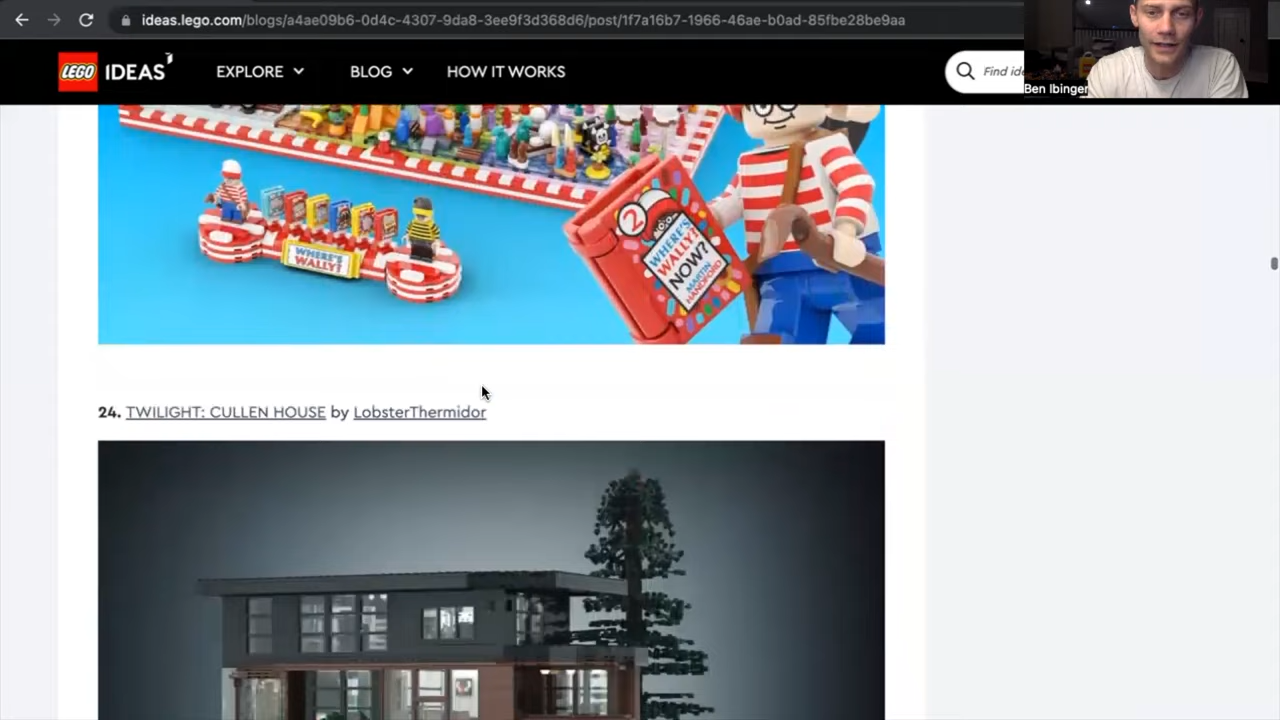 ideas.lego.com/blogs/a4ae09b6-0d4c-4307-9da8-3ee9f3d368d6/post/1f7a16b7-1966-46ae-b0ad-85fbe28be9aa
LEGO IDEAS EXPLORE BLOG HOW IT WORKS Find ide
Ben Ibinger
2
WHERE'S
WALLY?
NOW?
MARTIN
HANDFORD
WHERE'S
WALLY?
24. TWILIGHT: CULLEN HOUSE by LobsterThermidor